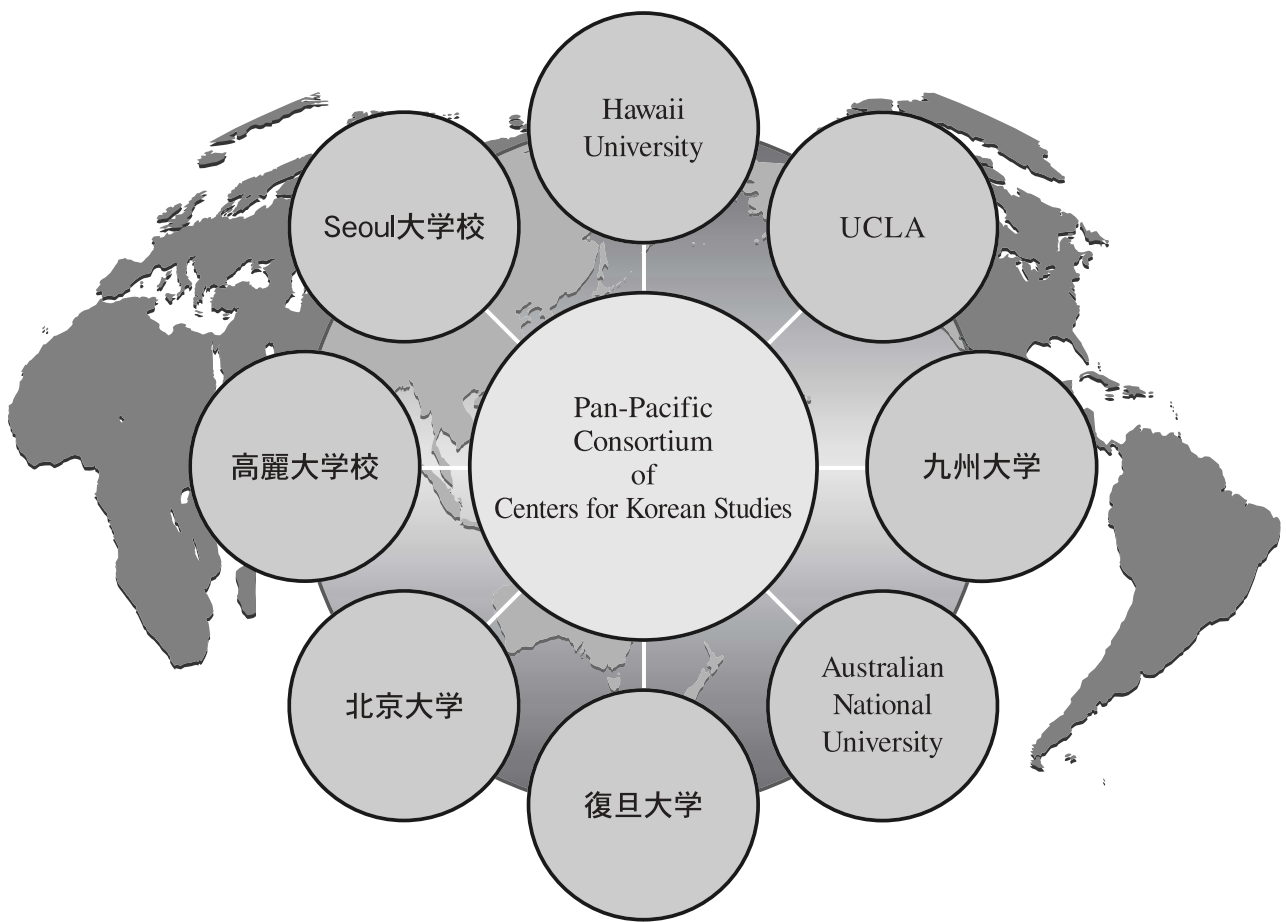 Hawaii
University
Seoul大学校
UCLA
Pan-Pacific
Consortium
of
Centers for Korean Studies
高麗大学校
九州大学
北京大学
Australian
National
University
復旦大学